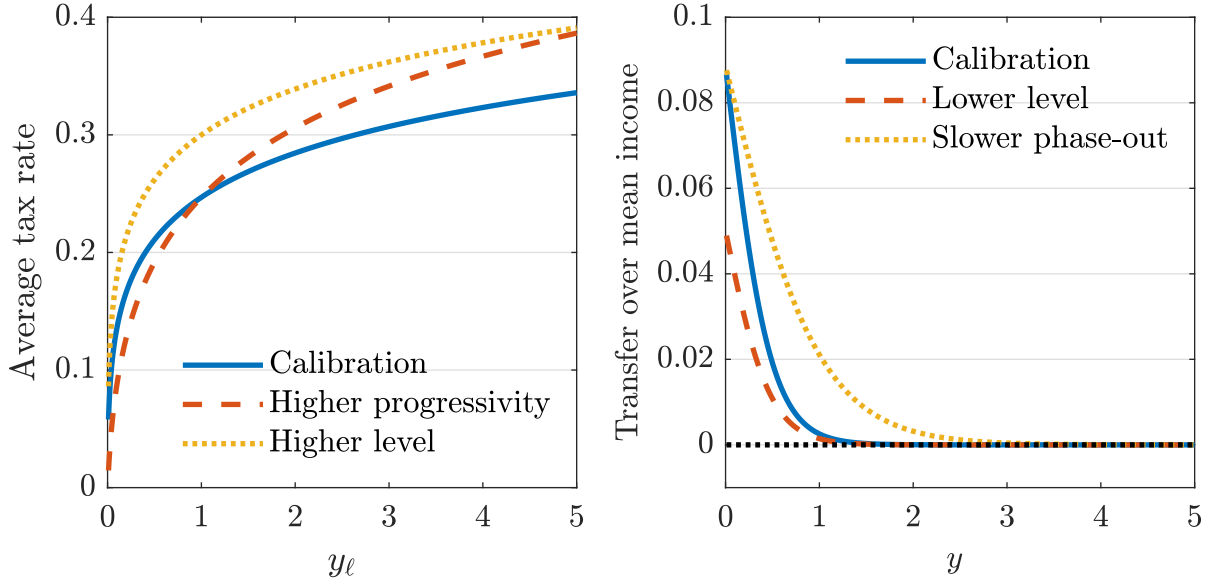 Average tax rate
0.4
0.3
0.2
0.1
0
0 1 2 3 4 5
yℓ
Calibration
Higher progressivity
Higher level
Transfer over mean income
0.1
0.08
0.06
0.04
0.02
0
0 1 2 3 4 5
y
Calibration
Lower level
Slower phase-out